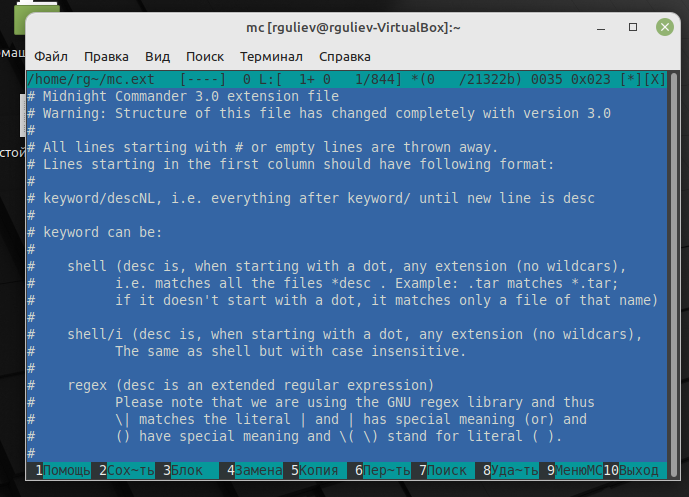 mc [rguliev@rguliev-VirtualBox]:~
Файл Правка Вид Поиск Терминал Справка
/home/rg~/mc.ext [----] 0 L:[ 1+ 0 1/844] *(0 /21322b) 0035 0x023 [*][X]
# Midnight Commander 3.0 extension file
# Warning: Structure of this file has changed completely with version 3.0
#
# All lines starting with # or empty lines are thrown away.
# Lines starting in the first column should have following format:
#
# keyword/descNL, i.e. everything after keyword/ until new line is desc
#
# keyword can be:
#
# shell (desc is, when starting with a dot, any extension (no wildcars),
# i.e. matches all the files *desc . Example: .tar matches *.tar;
# if it doesn't start with a dot, it matches only a file of that name)
#
# shell/i (desc is, when starting with a dot, any extension (no wildcars),
# The same as shell but with case insensitive.
#
# regex (desc is an extended regular expression)
# Please note that we are using the GNU regex library and thus
# \| matches the literal | and | has special meaning (or) and
# () have special meaning and \( \) stand for literal ( ).
#
1Помощь 2Сох~ть 3Блок 4Замена 5Копия 6Пер~ть 7Поиск 8Уда~ть 9МенюMC 10Выход